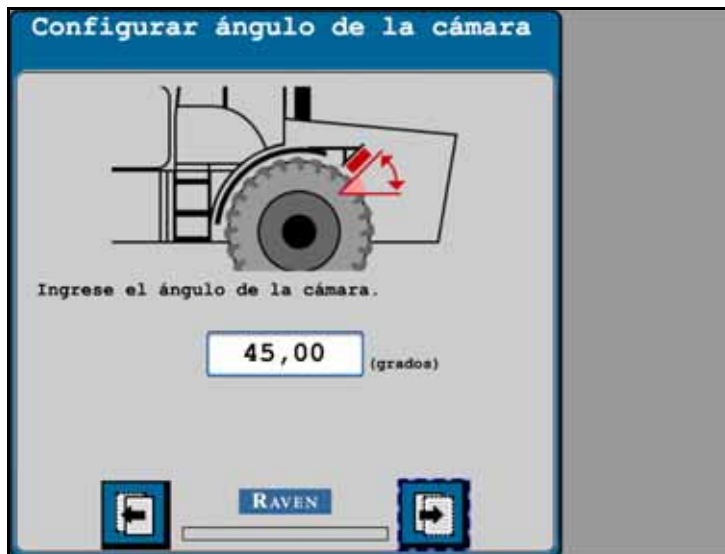 Configurar ángulo de la cámara
Ingrese el ángulo de la cámara.
45,00 (grados)
RAVEN